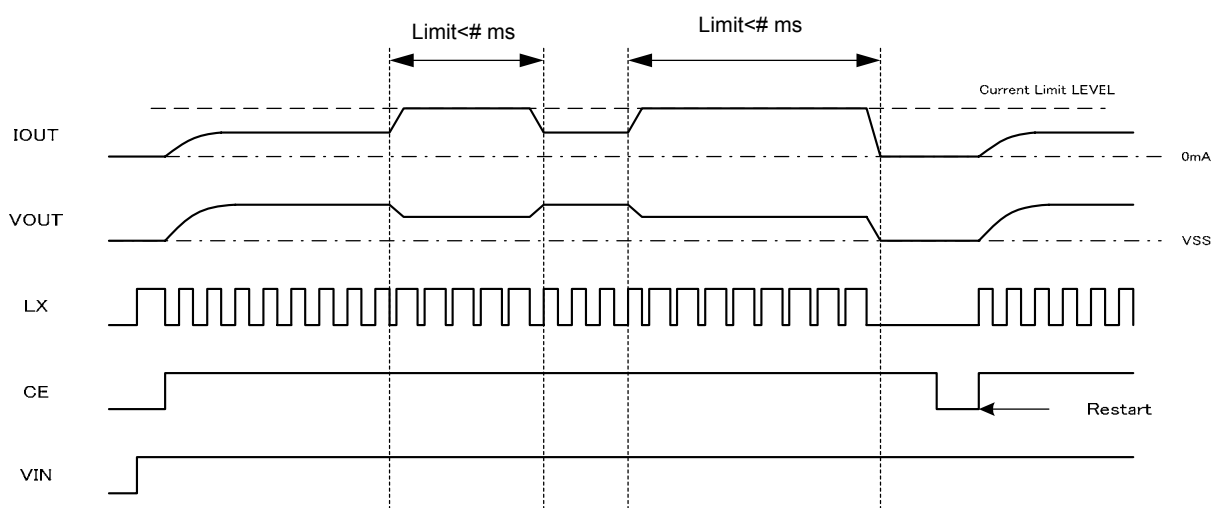 Limit<# ms
Limit<# ms
Current Limit LEVEL
IOUT
0mA
VOUT
VSS
LX
CE
Restart
VIN